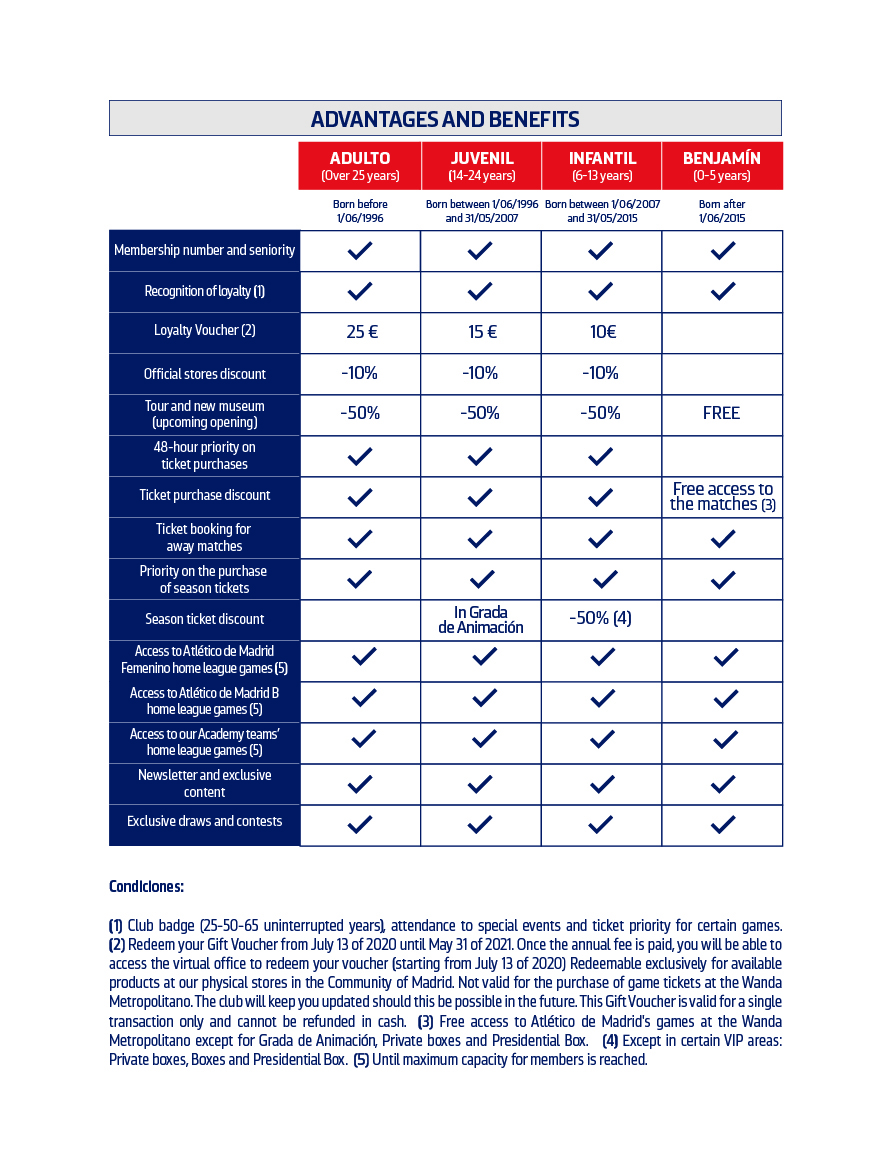 ADVANTAGES AND BENEFITS
ADULTO JUVENIL INFANTIL BENJAMÍN
(Over 25 years) (14-24 years) (6-13 years) (0-5 years)
Born before Born between 1/06/1996 Born between 1/06/2007 Born after
1/06/1996 and 31/05/2007 and 31/05/2015 1/06/2015
Membership number and seniority
Recognition of loyalty (1)
Loyalty Voucher (2) 25 € 15 € 10€
Official stores discount -10% -10% -10%
Tour and new museum
(upcoming opening) -50% -50% -50% FREE
48-hour priority on
ticket purchases
Ticket purchase discount Free access to
the matches (3)
Ticket booking for
away matches
Priority on the purchase
of season tickets
Season ticket discount In Grada
de Animación -50% (4)
Access to Atlético de Madrid
Femenino home league games (5)
Access to Atlético de Madrid B
home league games (5)
Access to our Academy teams'
home league games (5)
Newsletter and exclusive
content
Exclusive draws and contests
Condiciones:
(1) Club badge (25-50-65 uninterrupted years), attendance to special events and ticket priority for certain games.
(2) Redeem your Gift Voucher from July 13 of 2020 until May 31 of 2021. Once the annual fee is paid, you will be able to
access the virtual office to redeem your voucher (starting from July 13 of 2020) Redeemable exclusively for available
products at our physical stores in the Community of Madrid. Not valid for the purchase of game tickets at the Wanda
Metropolitano. The club will keep you updated should this be possible in the future. This Gift Voucher is valid for a single
transaction only and cannot be refunded in cash. (3) Free access to Atlético de Madrid's games at the Wanda
Metropolitano except for Grada de Animación, Private boxes and Presidential Box. (4) Except in certain VIP areas:
Private boxes, Boxes and Presidential Box. (5) Until maximum capacity for members is reached.